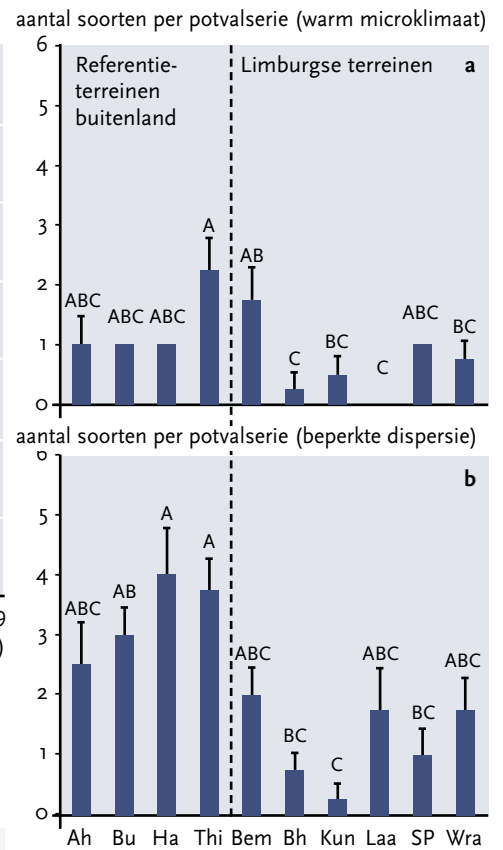 aantal soorten per potvalserie (warm microklimaat)
6
Referentie-
terreinen
buitenland
Limburgse terreinen
a
5
4
3
2
1
0
ABC
ABC
ABC
A
AB
C
BC
C
ABC
BC
aantal soorten per potvalserie (beperkte dispersie)
6
b
5
4
3
2
1
0
ABC
AB
A
A
ABC
BC
C
ABC
BC
ABC
9
)
Ah Bu Ha Thi Bem Bh Kun Laa SP Wra